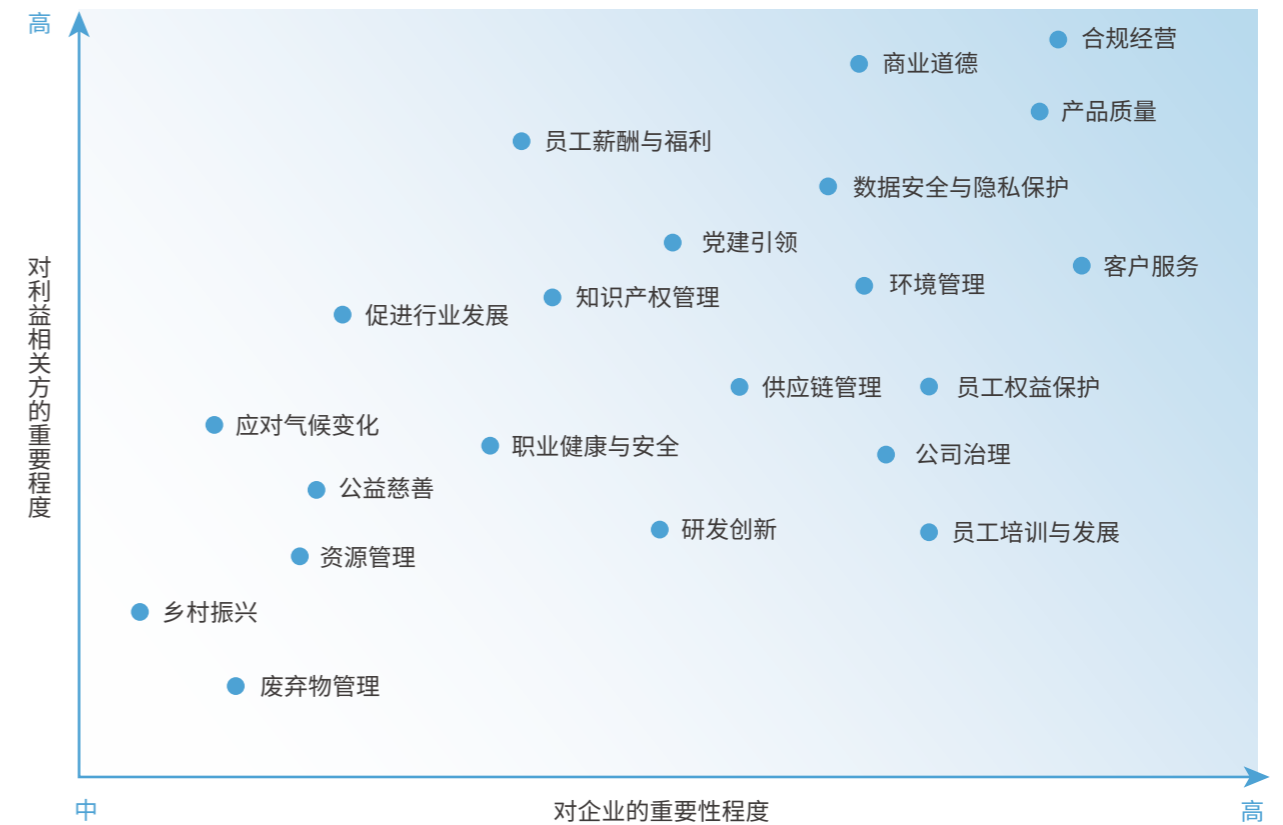 高
合规经营
商业道德
产品质量
员工薪酬与福利
数据安全与隐私保护
党建引领
客户服务
环境管理
知识产权管理
促进行业发展
对利益相关方的重要程度
供应链管理
员工权益保护
应对气候变化
职业健康与安全
公司治理
公益慈善
研发创新
员工培训与发展
资源管理
乡村振兴
废弃物管理
中
对企业的重要性程度
高